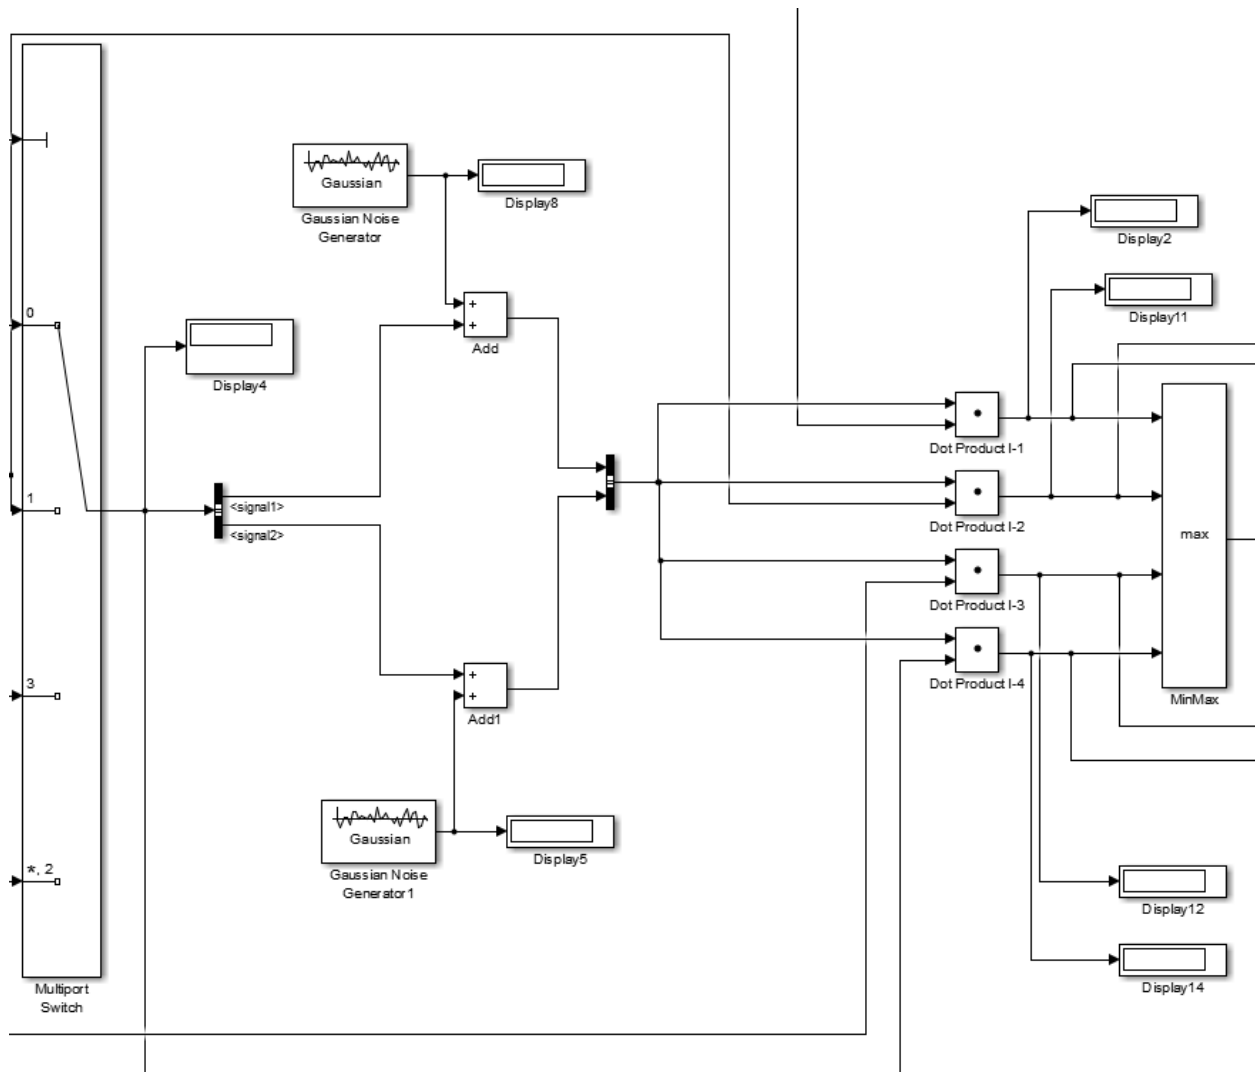 Gaussian
Gaussian Noise
Generator
Display8
Display2
Display11
0
+
+
Add
Display4
Dot Product I-1
1
<signal1>
<signal2>
Dot Product I-2
max
Dot Product I-3
3
+
+
Add1
Dot Product I-4
MinMax
Gaussian
Gaussian Noise
Generator1
Display5
*, 2
Display12
Multiport
Switch
Display14